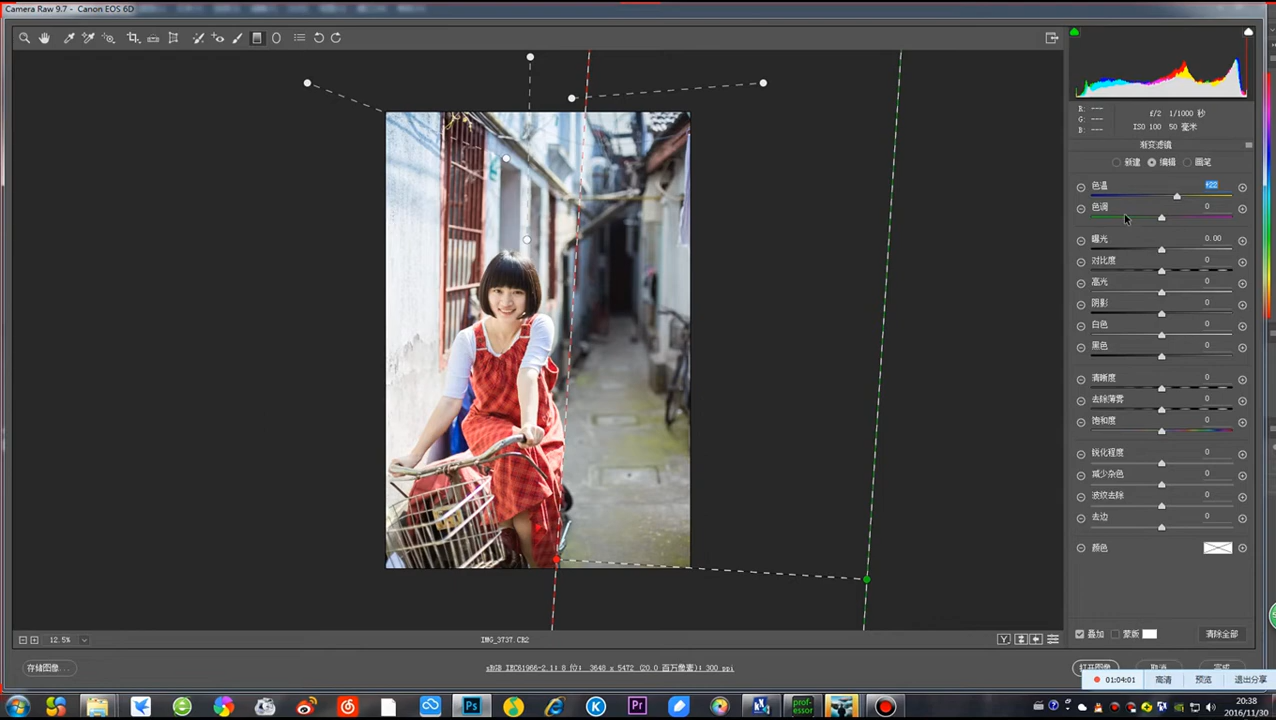 Camera Raw 9.7 - Canon EOS 6D
R: ---
G: ---
B: ---
f/2 1/1000 秒
ISO 100 50 毫米
渐变滤镜
新建 编辑 画笔
色温 +22
色调 0
曝光 0.00
对比度 0
高光 0
阴影 0
白色 0
黑色 0
清晰度 0
去除薄雾 0
饱和度 0
锐化程度 0
减少杂色 0
波纹去除 0
去边 0
颜色
叠加 蒙版 清除全部
12.5% IMG_3737.CR2 Y
存储图像... sRGB IEC61966-2.1; 8 位; 3648 x 5472 (20.0 百万像素); 300 ppi 打开图像 取消 完成
01:04:01 高清 预览 退出分享
Ps Pr prof-essor
20:38
2016/11/30